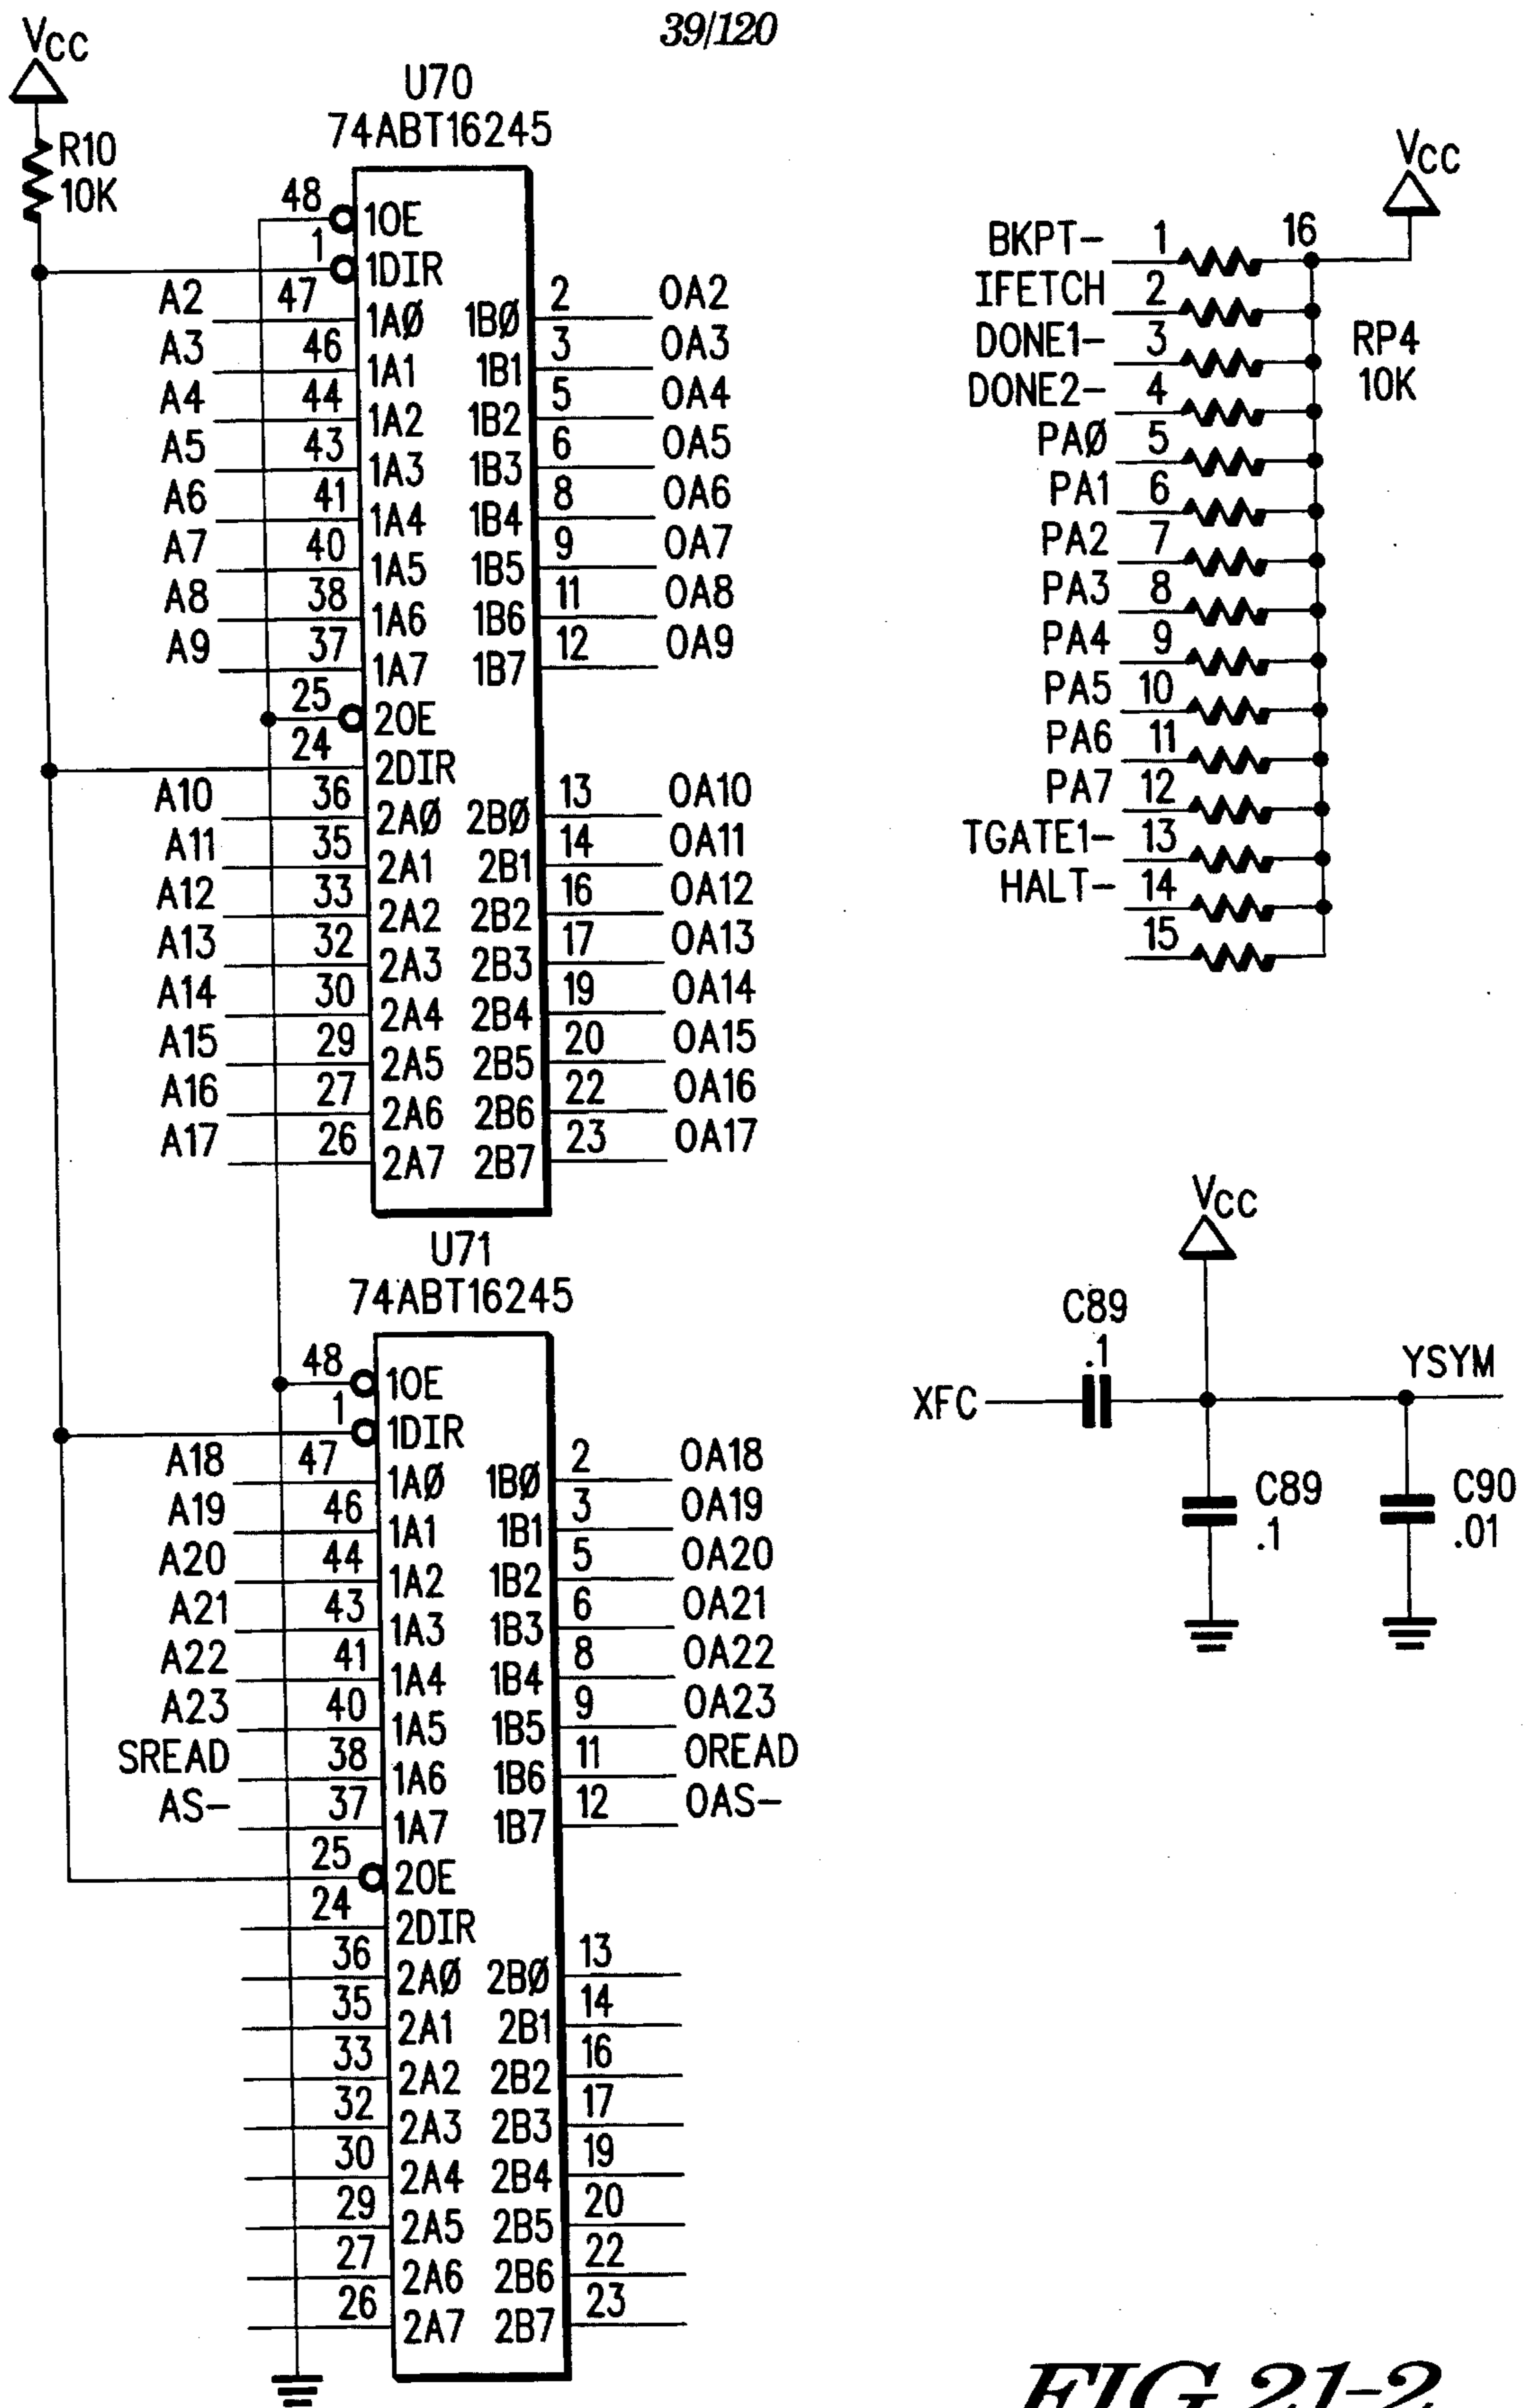 39/120
VCC
R10
10K
U70
74ABT16245
48 1OE
1 1DIR
A2 47 1AØ 1BØ 2 OA2
A3 46 1A1 1B1 3 OA3
A4 44 1A2 1B2 5 OA4
A5 43 1A3 1B3 6 OA5
A6 41 1A4 1B4 8 OA6
A7 40 1A5 1B5 9 OA7
A8 38 1A6 1B6 11 OA8
A9 37 1A7 1B7 12 OA9
25 2OE
24 2DIR
A10 36 2AØ 2BØ 13 OA10
A11 35 2A1 2B1 14 OA11
A12 33 2A2 2B2 16 OA12
A13 32 2A3 2B3 17 OA13
A14 30 2A4 2B4 19 OA14
A15 29 2A5 2B5 20 OA15
A16 27 2A6 2B6 22 OA16
A17 26 2A7 2B7 23 OA17
U71
74ABT16245
48 1OE
1 1DIR
A18 47 1AØ 1BØ 2 OA18
A19 46 1A1 1B1 3 OA19
A20 44 1A2 1B2 5 OA20
A21 43 1A3 1B3 6 OA21
A22 41 1A4 1B4 8 OA22
A23 40 1A5 1B5 9 OA23
SREAD 38 1A6 1B6 11 OREAD
AS- 37 1A7 1B7 12 OAS-
25 2OE
24 2DIR
36 2AØ 2BØ 13
35 2A1 2B1 14
33 2A2 2B2 16
32 2A3 2B3 17
30 2A4 2B4 19
29 2A5 2B5 20
27 2A6 2B6 22
26 2A7 2B7 23
VCC
BKPT- 1 16
IFETCH 2
DONE1- 3
DONE2- 4
PAØ 5
PA1 6
PA2 7
PA3 8
PA4 9
PA5 10
PA6 11
PA7 12
TGATE1- 13
HALT- 14
15
RP4
10K
VCC
C89
.1
XFC
YSYM
C89
.1
C90
.01
FIG. 21-2